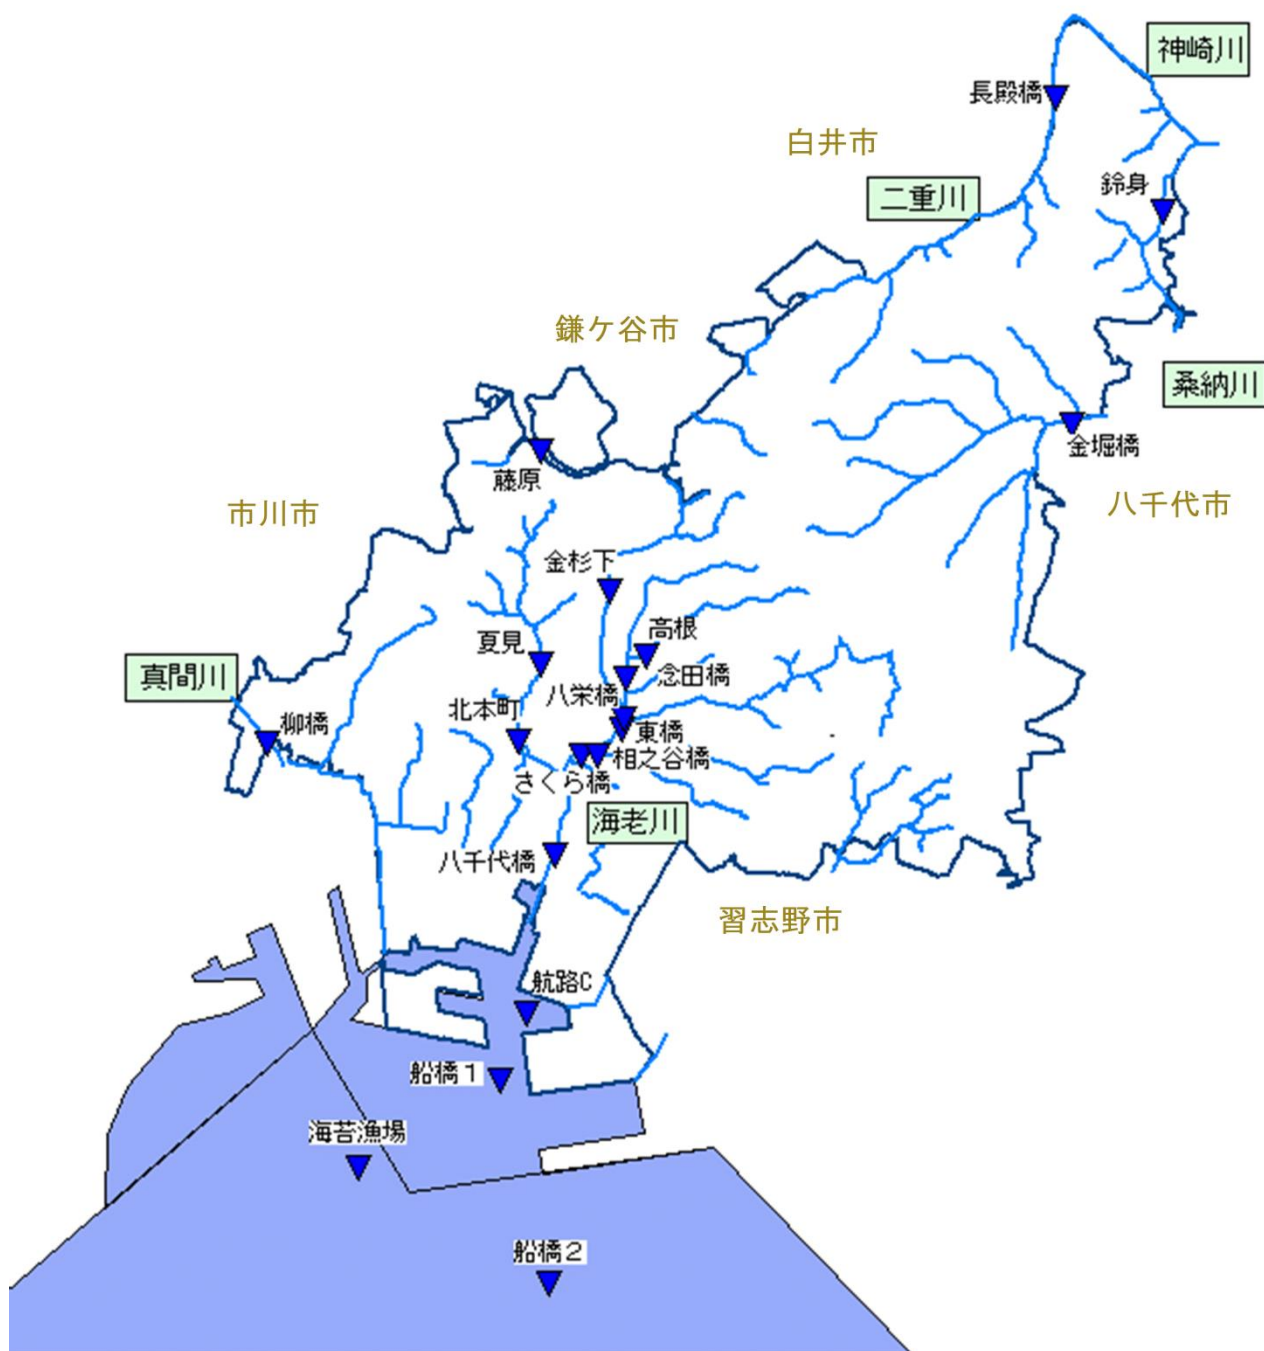 神崎川
長殿橋
白井市
鈴身
二重川
鎌ケ谷市
桑納川
金堀橋
藤原
八千代市
市川市
金杉下
高根
夏見
念田橋
真間川
八栄橋
北本町
柳橋
東橋
相之谷橋
さくら橋
海老川
八千代橋
習志野市
航路C
船橋1
海苔漁場
船橋2